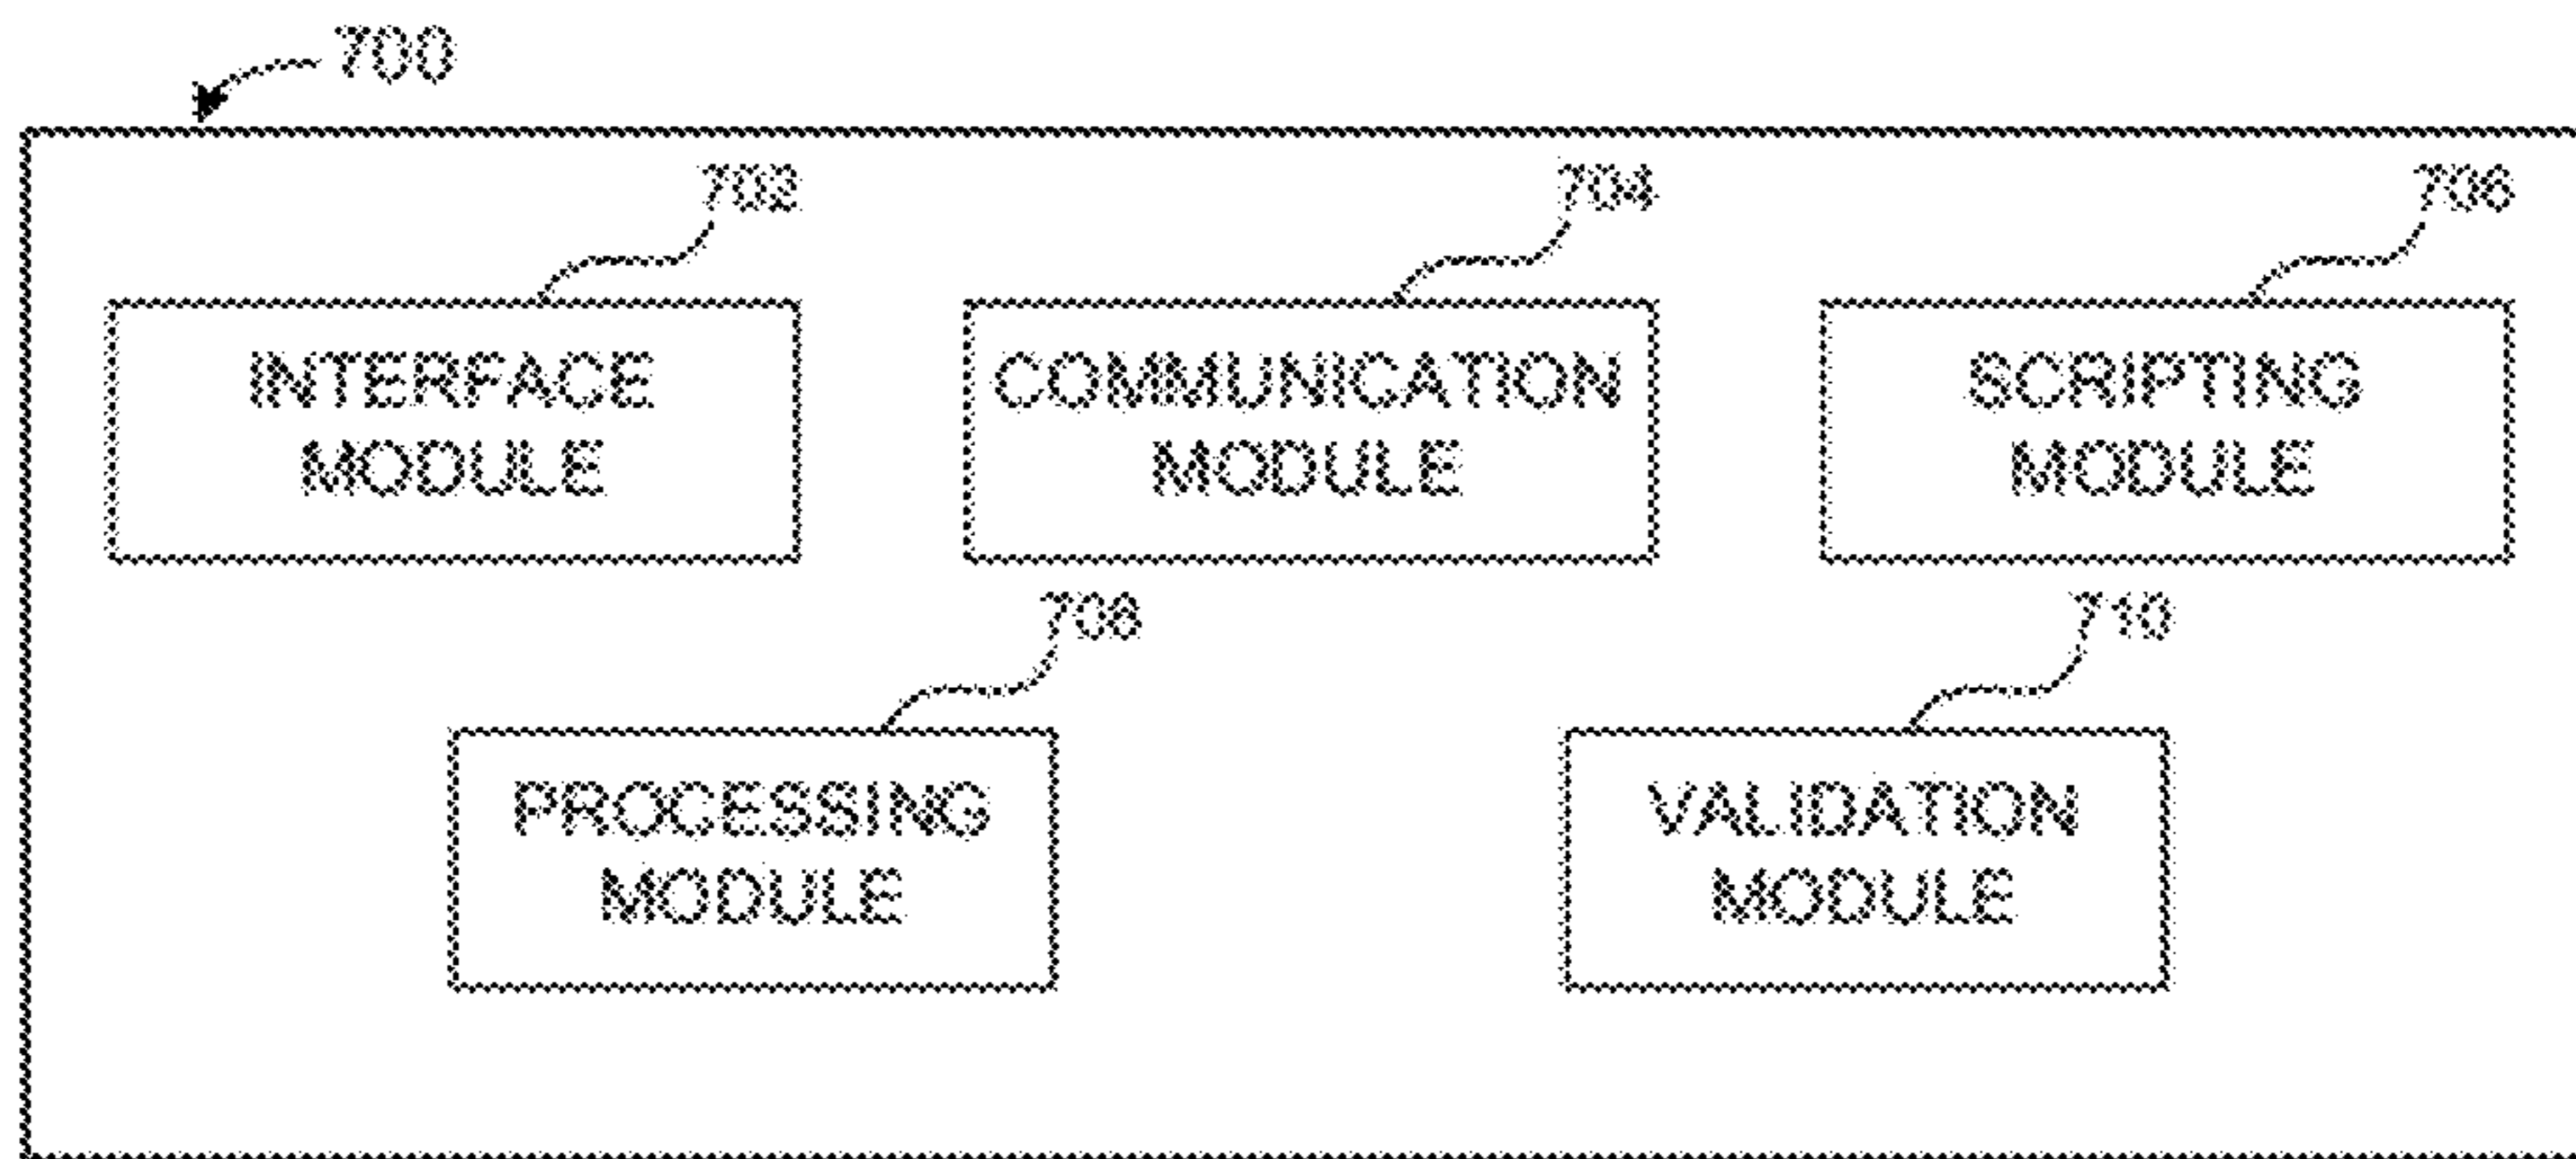 700
702
704
706
INTERFACE
MODULE
COMMUNICATION
MODULE
SCRIPTING
MODULE
708
710
PROCESSING
MODULE
VALIDATION
MODULE